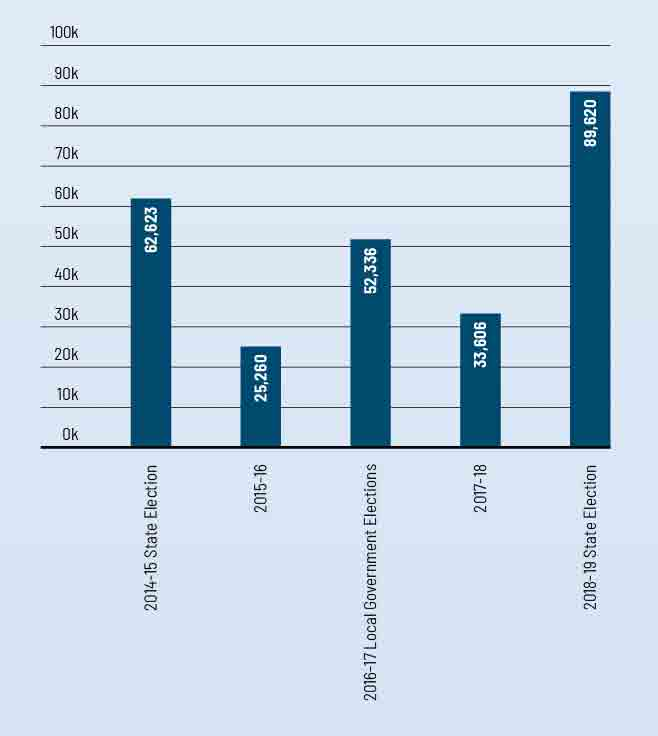 100k
90k
80k
70k
60k
50k
40k
30k
20k
10k
0k
62,623
25,260
52,336
33,606
89,620
2014-15 State Election
2015-16
2016-17 Local Government Elections
2017-18
2018-19 State Election